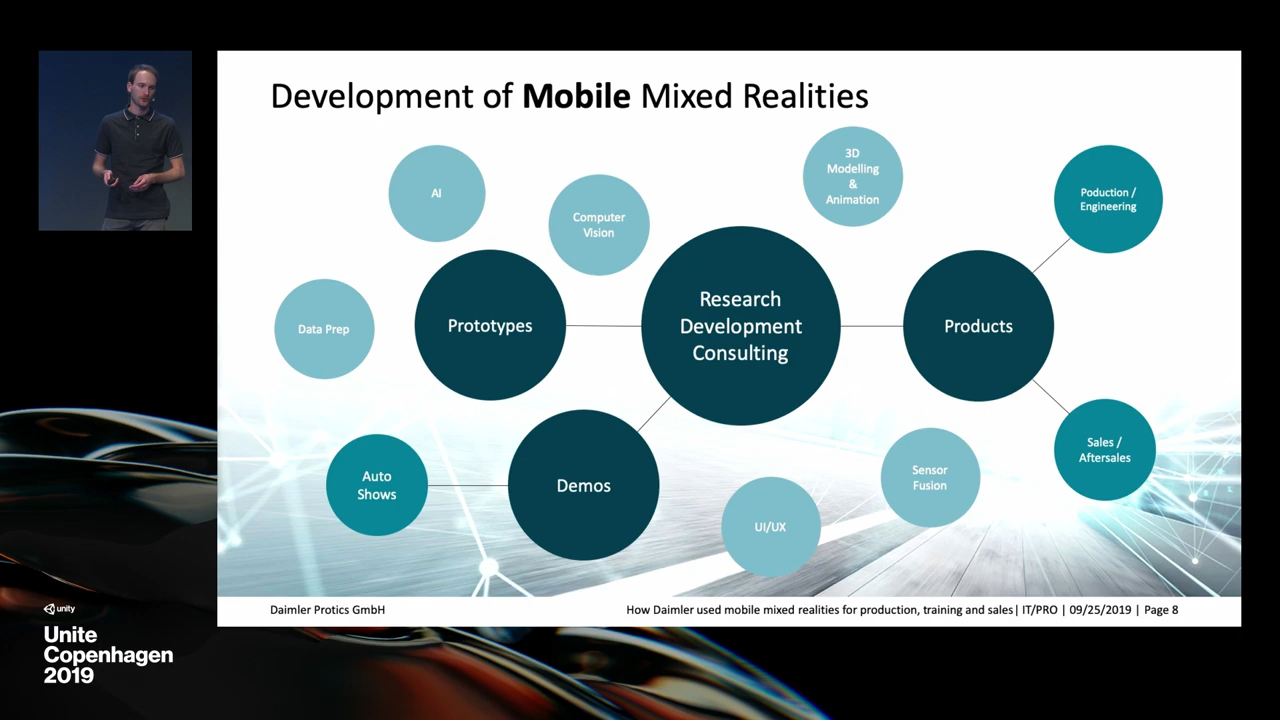 Development of Mobile Mixed Realities
AI
Computer
Vision
3D
Modelling
&
Animation
Poduction /
Engineering
Data Prep
Prototypes
Research
Development
Consulting
Products
Auto
Shows
Demos
UI/UX
Sensor
Fusion
Sales /
Aftersales
Daimler Protics GmbH
How Daimler used mobile mixed realities for production, training and sales| IT/PRO | 09/25/2019 | Page 8
unity
Unite
Copenhagen
2019